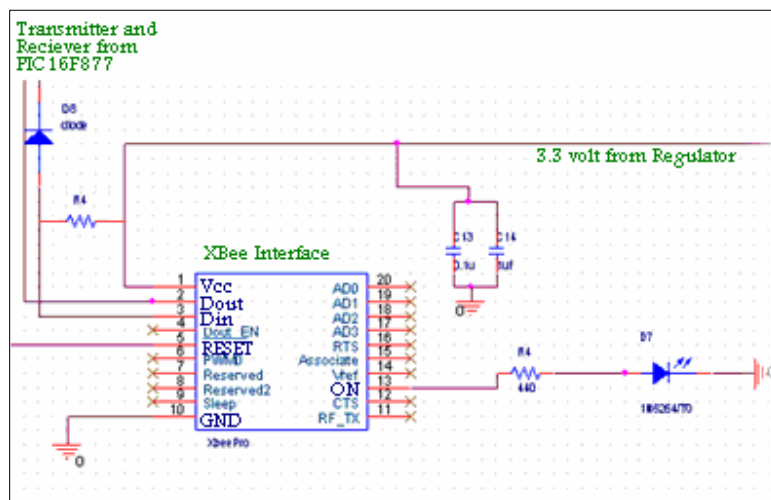 Transmitter and
Reciever from
PIC16F877
D8
diode
3.3 volt from Regulator
R4
XBee Interface
C13
0.1u
C14
1uF
0
1 Vcc
2 Dout
3 Din
4 Dout_EN
5 RESET
6 PWMD
7 Reserved
8 Reserved2
9 Sleep
10 GND
AD0 20
AD1 19
AD2 18
AD3 17
RTS 16
Associate 15
Vref 14
ON 13
CTS 12
RF_TX 11
XbeePro
0
R4
440
D7